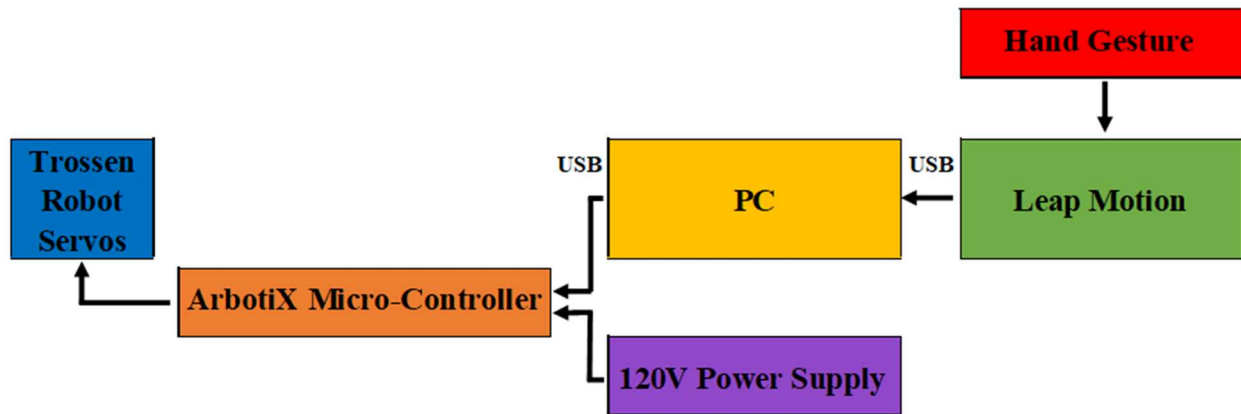 Hand Gesture
Trossen
Robot
Servos
USB
PC
USB
Leap Motion
ArbotiX Micro-Controller
120V Power Supply